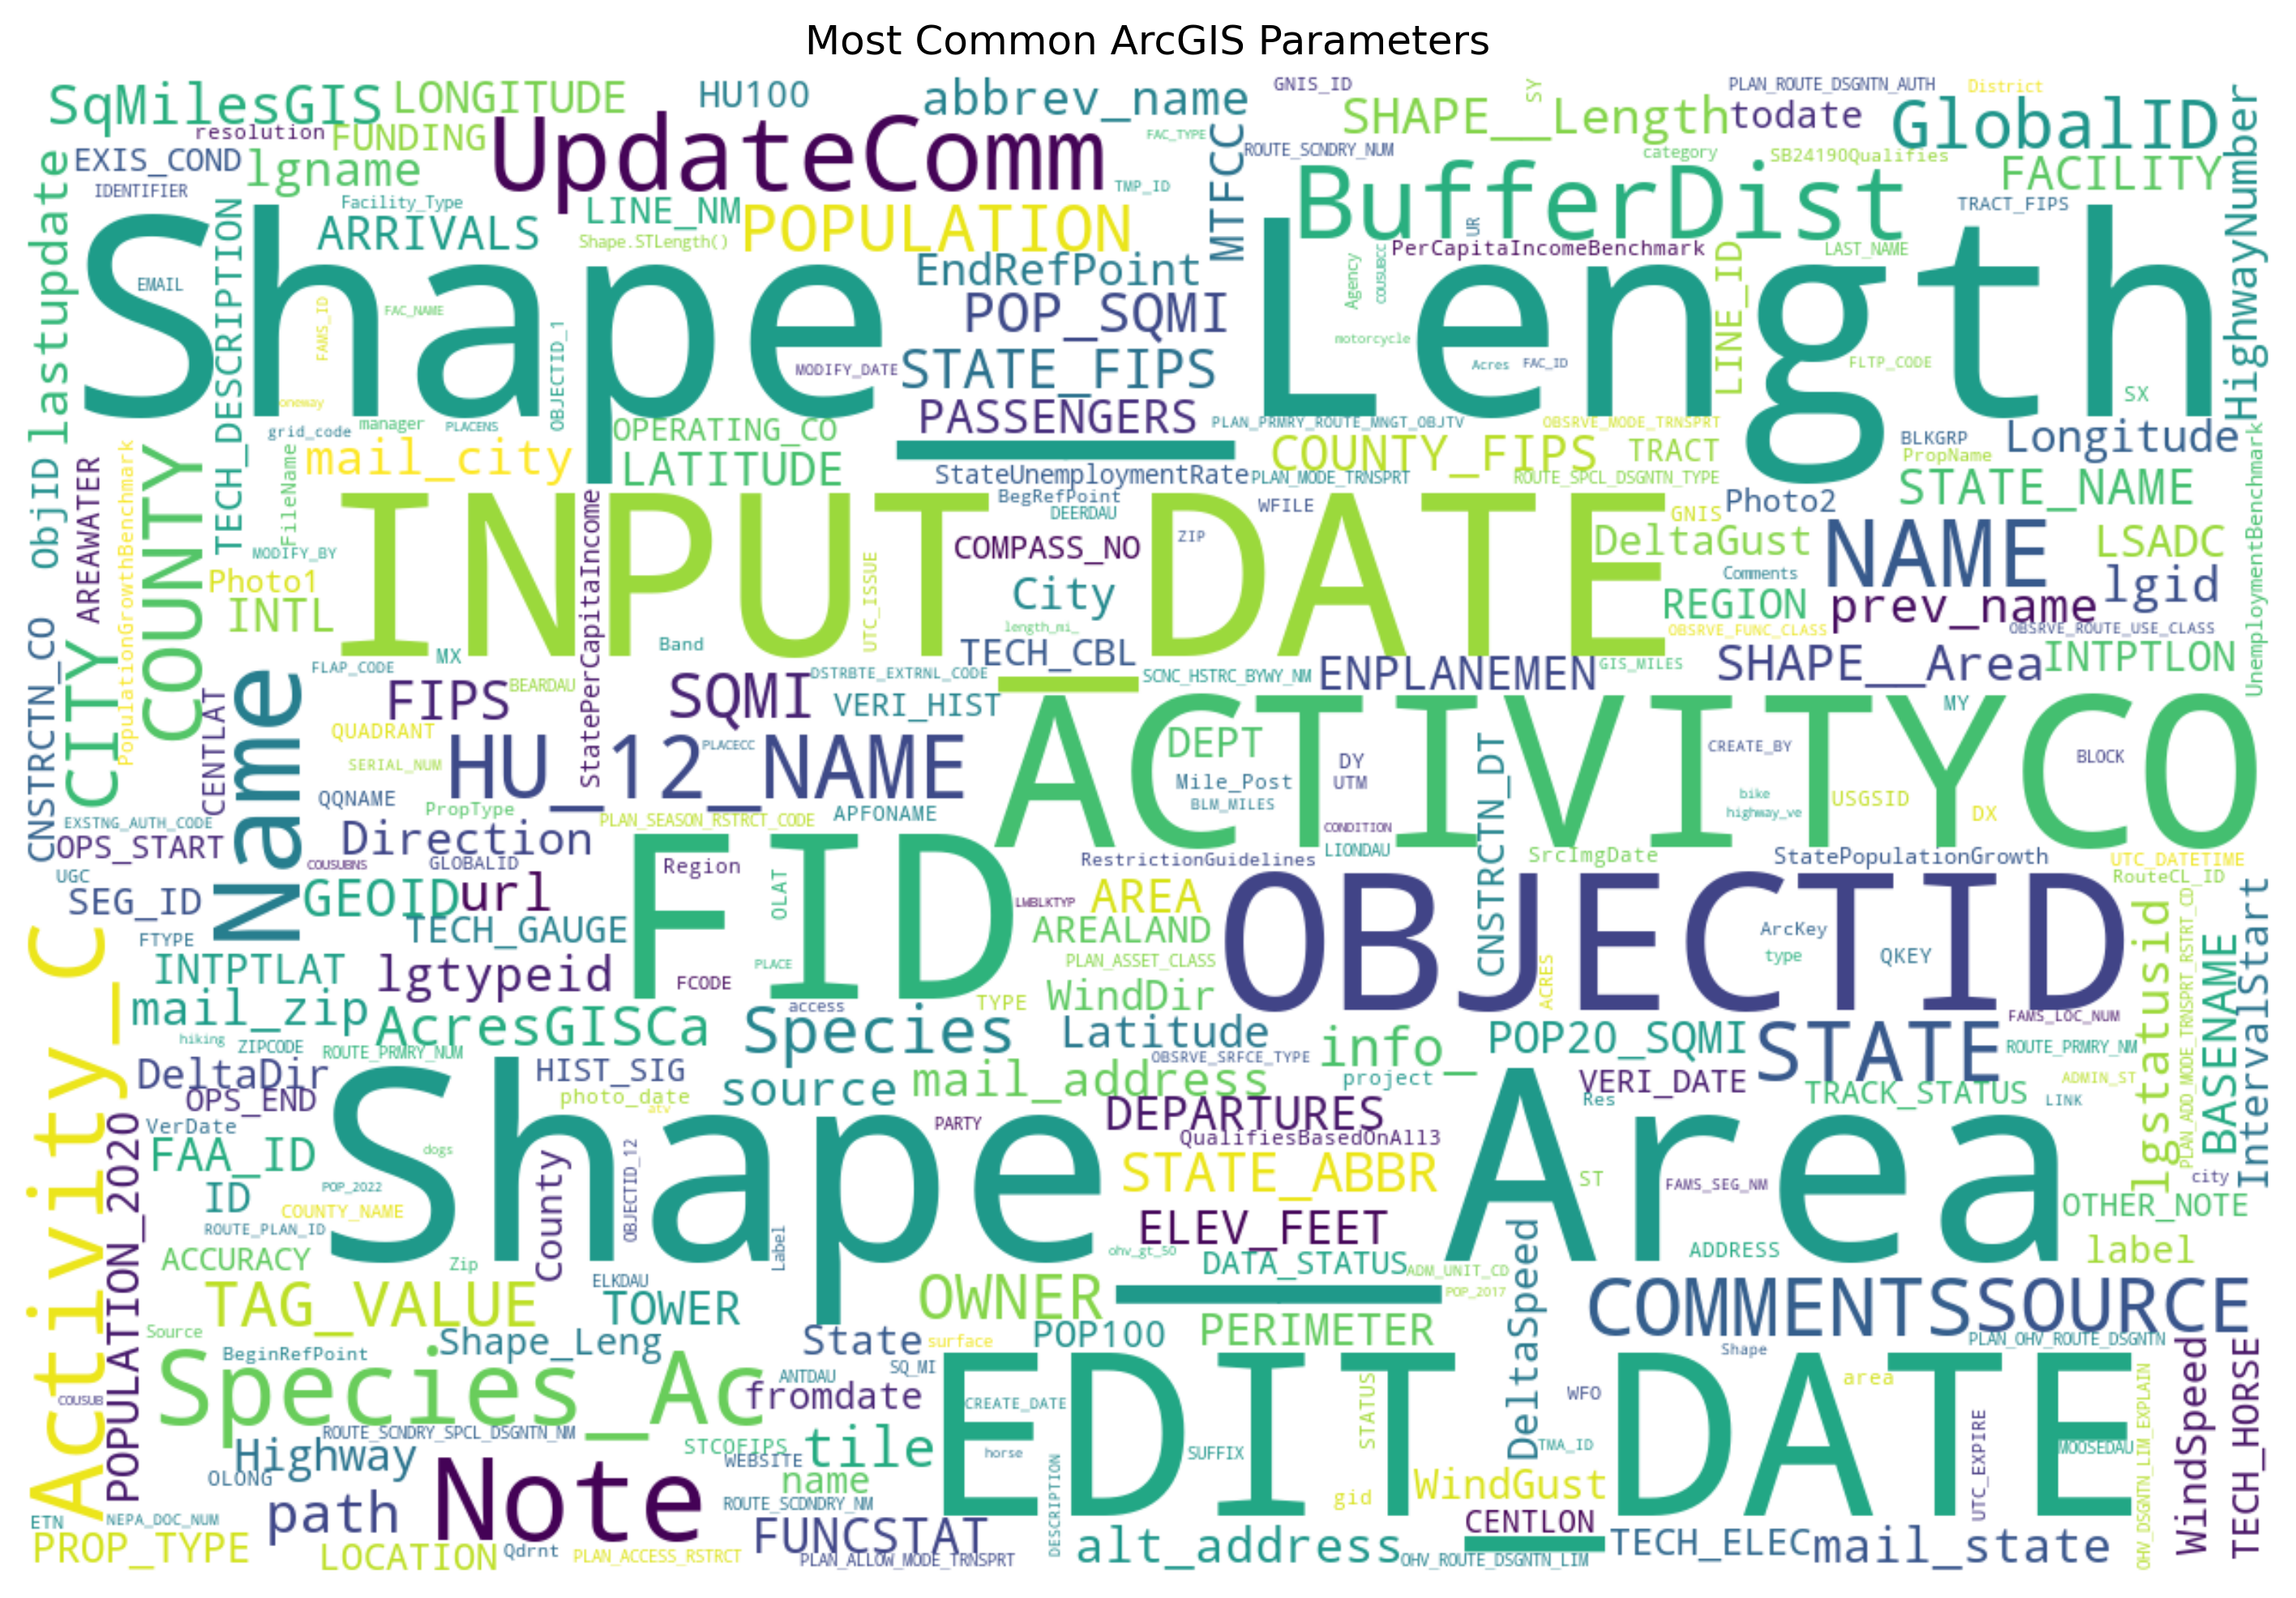 Most Common ArcGIS Parameters
SqMilesGIS
LONGITUDE
HU100
abbrev_name
GNIS_ID
SY
PLAN_ROUTE_DSGNTN_AUTH
District
resolution
FUNDING
UpdateComm
FAC_TYPE
SHAPE__Length
todate
GlobalID
HighwayNumber
EXIS_COND
lgname
MTFCC
ROUTE_SCNDRY_NUM
category
SB24190Qualifies
FACILITY
IDENTIFIER
lastupdate
TECH_DESCRIPTION
Facility_Type
LINE_NM
TMP_ID
BufferDist
TRACT_FIPS
ARRIVALS
Shape.STLength()
POPULATION
UR
PerCapitaIncomeBenchmark
LAST_NAME
Shape_Length
EMAIL
EndRefPoint
Agency
COUSUBCC
LINE_ID
FAMS_ID
FAC_NAME
OBJECTID_1
POP_SQMI
motorcycle
MODIFY_DATE
STATE_FIPS
Acres
FAC_ID
FLTP_CODE
SX
oneway
PASSENGERS
grid_code
manager
PLACENS
OPERATING_CO
PLAN_PRMRY_ROUTE_MNGT_OBJTV
OBSRVE_MODE_TRNSPRT
BLKGRP
Longitude
mail_city
LATITUDE
COUNTY_FIPS
TRACT
PropName
ObjID
AREAWATER
PopulationGrowthBenchmark
COUNTY
FileName
StateUnemploymentRate
PLAN_MODE_TRNSPRT
ROUTE_SPCL_DSGNTN_TYPE
STATE_NAME
UnemploymentBenchmark
INPUT_DATE
StatePerCapitaIncome
BegRefPoint
DEERDAU
WFILE
GNIS
Photo2
MODIFY_BY
UTC_ISSUE
COMPASS_NO
ZIP
DeltaGust
NAME
LSADC
Photo1
City
Comments
lgid
INTL
length_mi_
REGION
prev_name
CNSTRCTN_CO
CITY
Band
TECH_CBL
OBSRVE_FUNC_CLASS
OBSRVE_ROUTE_USE_CLASS
FLAP_CODE
MX
DSTRBTE_EXTRNL_CODE
SCNC_HSTRC_BYWY_NM
ENPLANEMEN
GIS_MILES
SHAPE__Area
INTPTLON
Name
CENTLAT
FIPS
BEARDAU
SQMI
VERI_HIST
ACTIVITYCO
MY
QUADRANT
HU_12_NAME
PLACECC
DEPT
CNSTRCTN_DT
CREATE_BY
BLOCK
SERIAL_NUM
Mile_Post
DY
UTM
QQNAME
PropType
BLM_MILES
bike
highway_ve
USGSID
DX
EXSTNG_AUTH_CODE
PLAN_SEASON_RSTRCT_CODE
APFONAME
CONDITION
OPS_START
Direction
FID
LIONDAU
RestrictionGuidelines
SrcImgDate
StatePopulationGrowth
UTC_DATETIME
COUSUBNS
GLOBALID
Region
UGC
OBJECTID
RouteCL_ID
SEG_ID
GEOID
url
OLAT
LWBLKTYP
AREA
lgstatusid
PLAN_ADD_MODE_TRNSPRT_RSTRT_CD
IntervalStart
FTYPE
TECH_GAUGE
AREALAND
ArcKey
type
QKEY
Activity_C
INTPTLAT
lgtypeid
FCODE
PLACE
PLAN_ASSET_CLASS
ACRES
BASENAME
TYPE
WindDir
mail_zip
access
FAMS_LOC_NUM
AcresGISCa
Species
Latitude
info_
POP20_SQMI
STATE
hiking
ZIPCODE
ROUTE_PRMRY_NUM
OBSRVE_SRFCE_TYPE
ROUTE_PRMRY_NM
DeltaDir
HIST_SIG
source
mail_address
project
VERI_DATE
ADMIN_ST
OPS_END
photo_date
atv
Res
TRACK_STATUS
LINK
POPULATION_2020
VerDate
Shape_Area
PARTY
DEPARTURES
FAA_ID
dogs
County
OBJECTID_12
QualifiesBasedOnAll3
ID
POP_2022
STATE_ABBR
ST
FAMS_SEG_NM
city
COUNTY_NAME
ROUTE_PLAN_ID
Label
ELEV_FEET
DeltaSpeed
OTHER_NOTE
ACCURACY
Zip
ohv_gt_50
ADDRESS
label
ELKDAU
DATA_STATUS
ADM_UNIT_CD
TAG_VALUE
TOWER
OWNER
POP_2017
COMMENTS
SOURCE
Source
Shape_Leng
State
surface
POP100
PERIMETER
Shape
PLAN_OHV_ROUTE_DSGNTN
WindSpeed
TECH_HORSE
BeginRefPoint
Species_Ac
ANTDAU
SQ_MI
EDIT_DATE
COUSUB
fromdate
CREATE_DATE
STATUS
WFO
area
OHV_DSGNTN_LIM_EXPLAIN
ROUTE_SCNDRY_SPCL_DSGNTN_NM
STCOFIPS
tile
horse
SUFFIX
TMA_ID
UTC_EXPIRE
MOOSEDAU
Highway
WEBSITE
OLONG
Note
name
DESCRIPTION
gid
WindGust
path
ROUTE_SCDNDRY_NM
ETN
NEPA_DOC_NUM
FUNCSTAT
CENTLON
PROP_TYPE
LOCATION
Qdrnt
PLAN_ACCESS_RSTRCT
PLAN_ALLOW_MODE_TRNSPRT
alt_address
OHV_ROUTE_DSGNTN_LIM
TECH_ELEC
mail_state